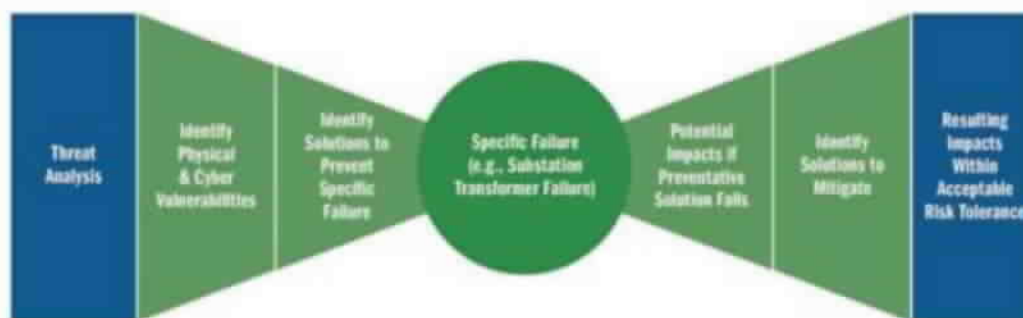 Threat
Analysis
Identify
Physical
& Cyber
Vulnerabilities
Identify
Solutions to
Prevent
Specific
Failure
Specific Failure
(e.g., Substation
Transformer Failure)
Potential
Impacts if
Preventative
Solution Fails
Identify
Solutions to
Mitigate
Resulting
Impacts
Within
Acceptable
Risk Tolerance